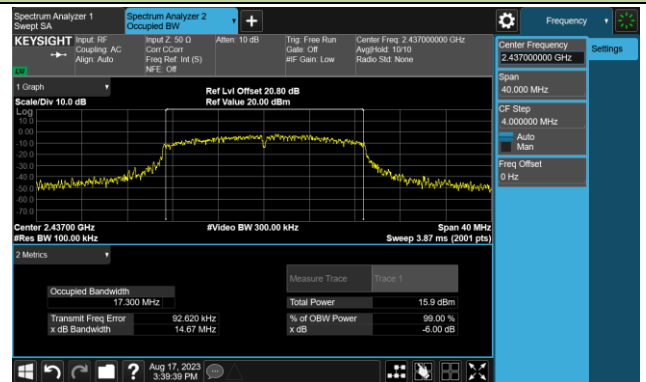 Spectrum Analyzer 1
Swept SA
Spectrum Analyzer 2
Occupied BW
Frequency
KEYSIGHT
Input: RF
Coupling: AC
Align: Auto
Input Z: 50 Ω
Corr CCorr
Freq Ref: Int (S)
NFE: Off
Atten: 10 dB
Trig: Free Run
Gate: Off
#IF Gain: Low
Center Freq: 2.437000000 GHz
Avg|Hold: 10/10
Radio Std: None
Center Frequency
2.437000000 GHz
Settings
Span
40.000 MHz
CF Step
4.000000 MHz
Auto
Man
Freq Offset
0 Hz
1 Graph
Scale/Div 10.0 dB
Ref Lvl Offset 20.80 dB
Ref Value 20.00 dBm
Log
10.0
0.00
-10.0
-20.0
-30.0
-40.0
-50.0
-60.0
-70.0
Center 2.43700 GHz
#Video BW 300.00 kHz
Span 40 MHz
#Res BW 100.00 kHz
Sweep 3.87 ms (2001 pts)
2 Metrics
Measure Trace
Trace 1
Occupied Bandwidth
17.300 MHz
Total Power
15.9 dBm
Transmit Freq Error
92.620 kHz
% of OBW Power
99.00 %
x dB Bandwidth
14.67 MHz
x dB
-6.00 dB
Aug 17, 2023
3:39:39 PM